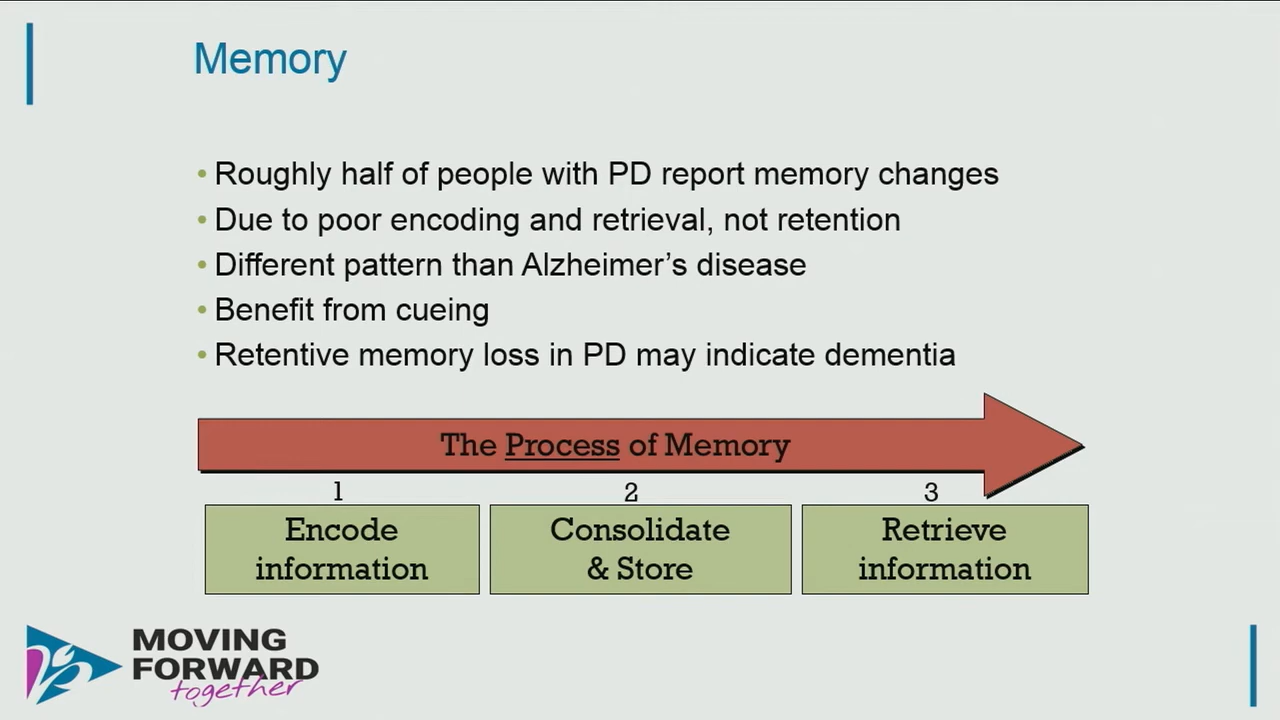 Memory
• Roughly half of people with PD report memory changes
• Due to poor encoding and retrieval, not retention
• Different pattern than Alzheimer’s disease
• Benefit from cueing
• Retentive memory loss in PD may indicate dementia
The Process of Memory
1
2
3
Encode
information
Consolidate
& Store
Retrieve
information
MOVING
FORWARD
together